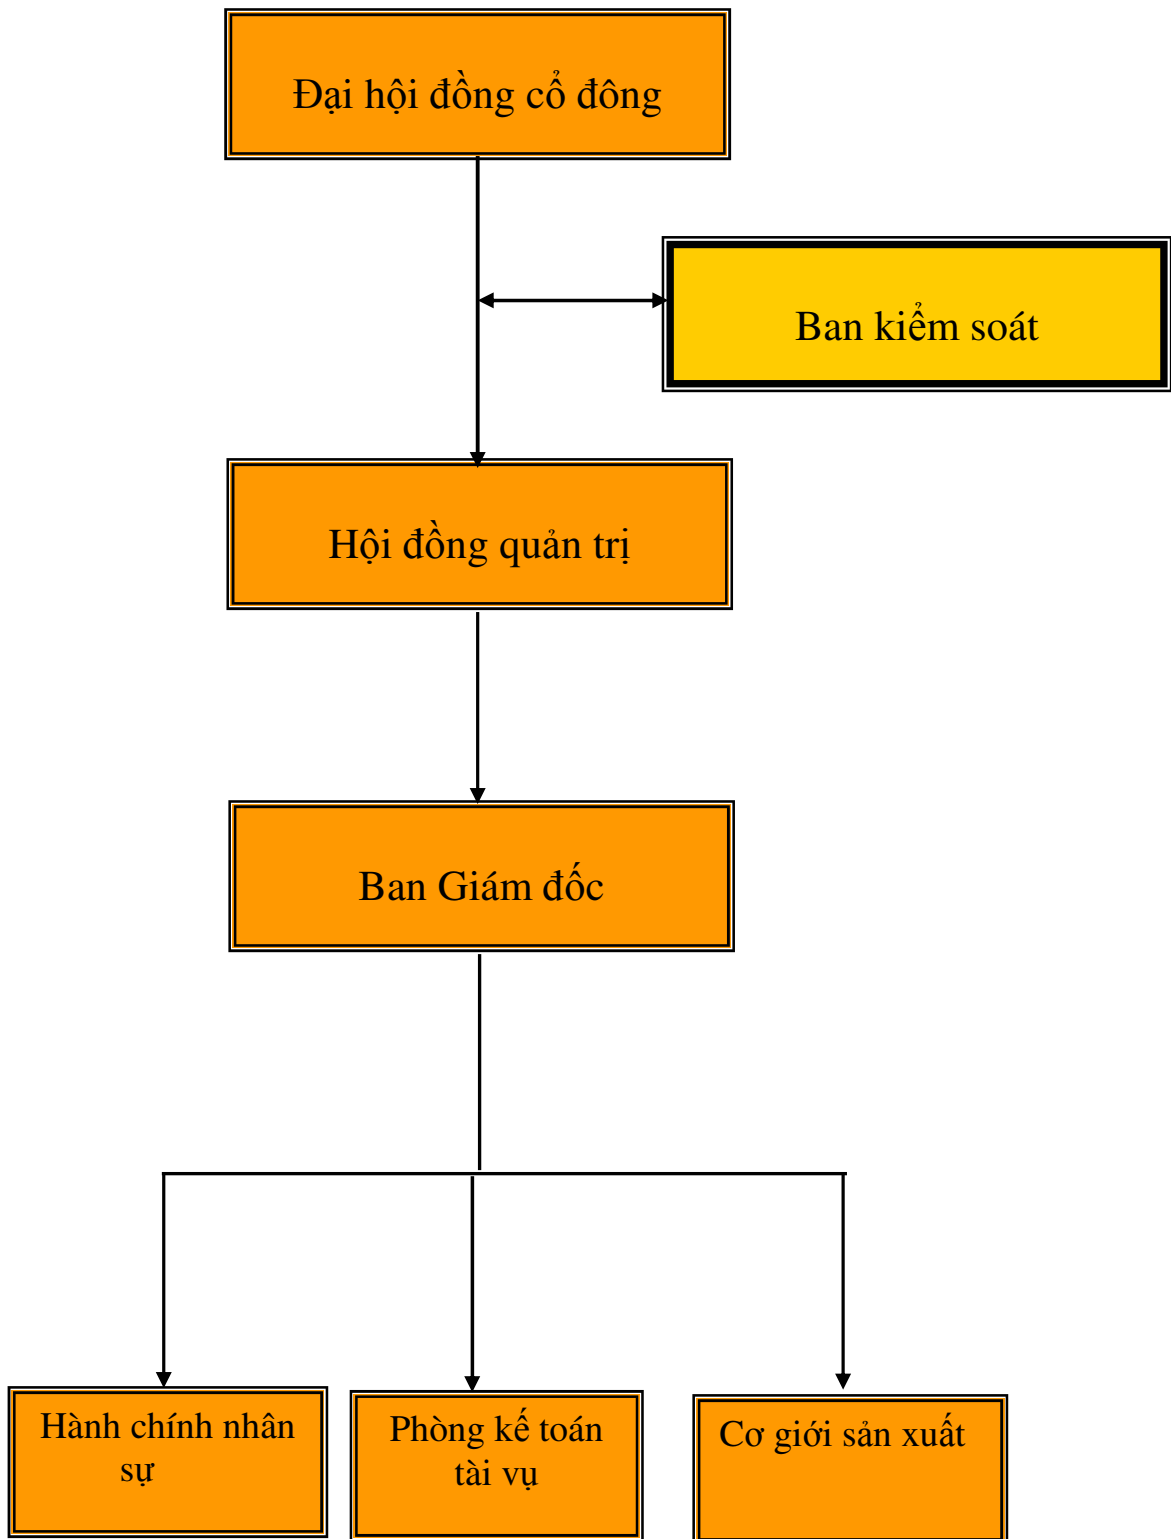 Đại hội đồng cổ đông
Ban kiểm soát
Hội đồng quản trị
Ban Giám đốc
Hành chính nhân
sự
Phòng kế toán
tài vụ
Cơ giới sản xuất